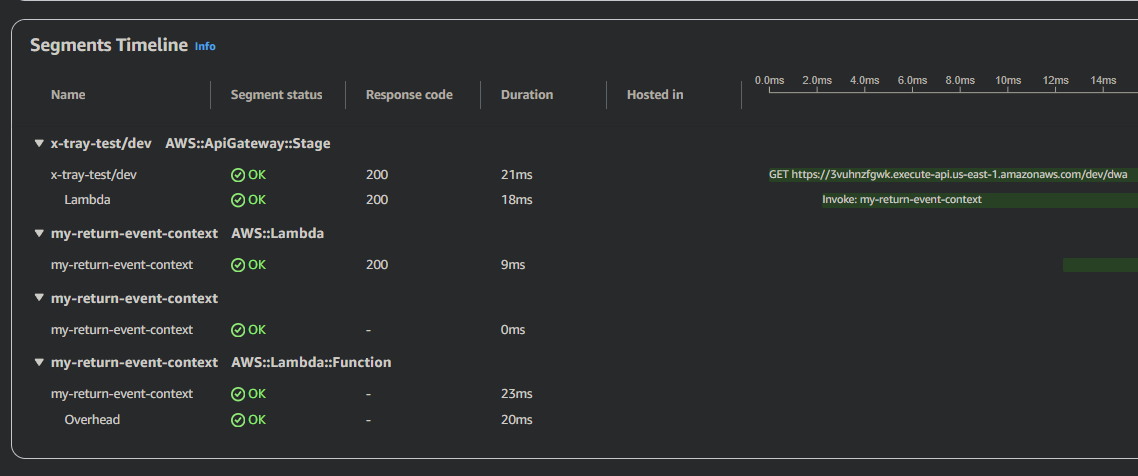 Segments Timeline Info
0.0ms 2.0ms 4.0ms 6.0ms 8.0ms 10ms 12ms 14ms
Name Segment status Response code Duration Hosted in
x-tray-test/dev AWS::ApiGateway::Stage
x-tray-test/dev OK 200 21ms GET https://3vuhnzfgwk.execute-api.us-east-1.amazonaws.com/dev/dwa
Lambda OK 200 18ms Invoke: my-return-event-context
my-return-event-context AWS::Lambda
my-return-event-context OK 200 9ms
my-return-event-context
my-return-event-context OK - 0ms
my-return-event-context AWS::Lambda::Function
my-return-event-context OK - 23ms
Overhead OK - 20ms